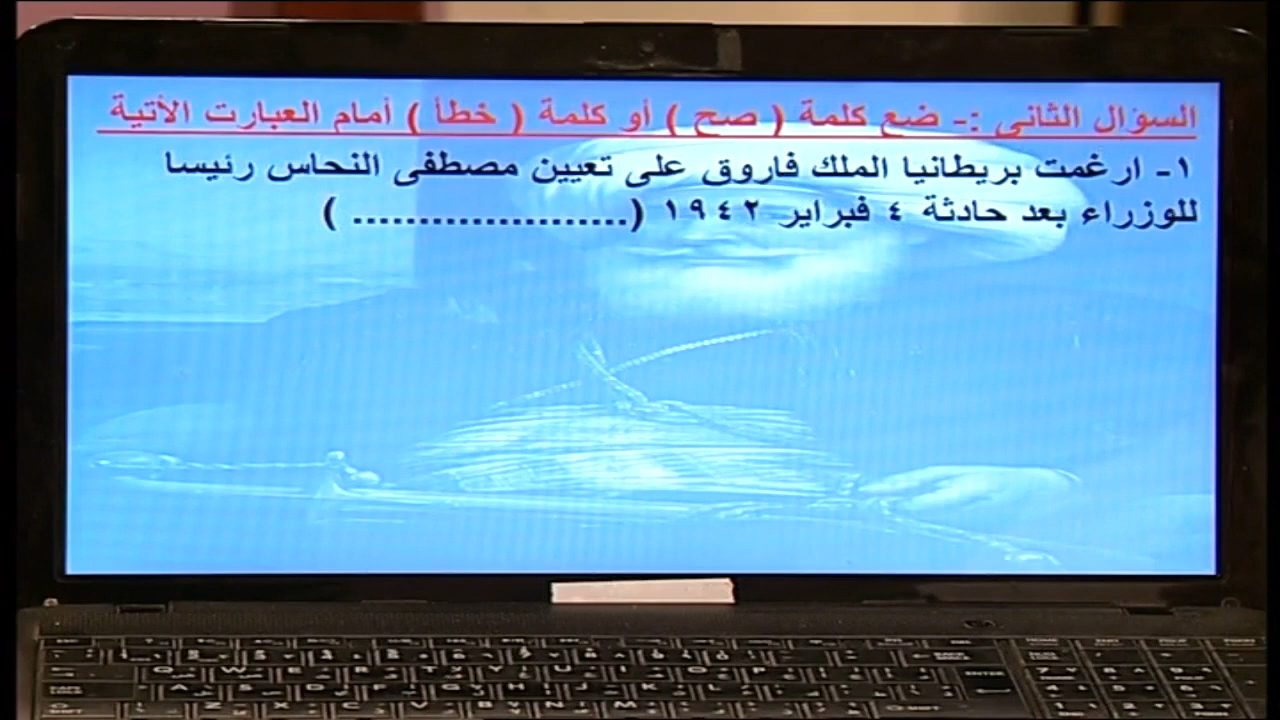 السؤال الثانى :- ضع كلمة ( صح ) أو كلمة ( خطأ ) أمام العبارت الأتية
١- ارغمت بريطانيا الملك فاروق على تعيين مصطفى النحاس رئيسا
للوزراء بعد حادثة ٤ فبراير ١٩٤٢ (....................)